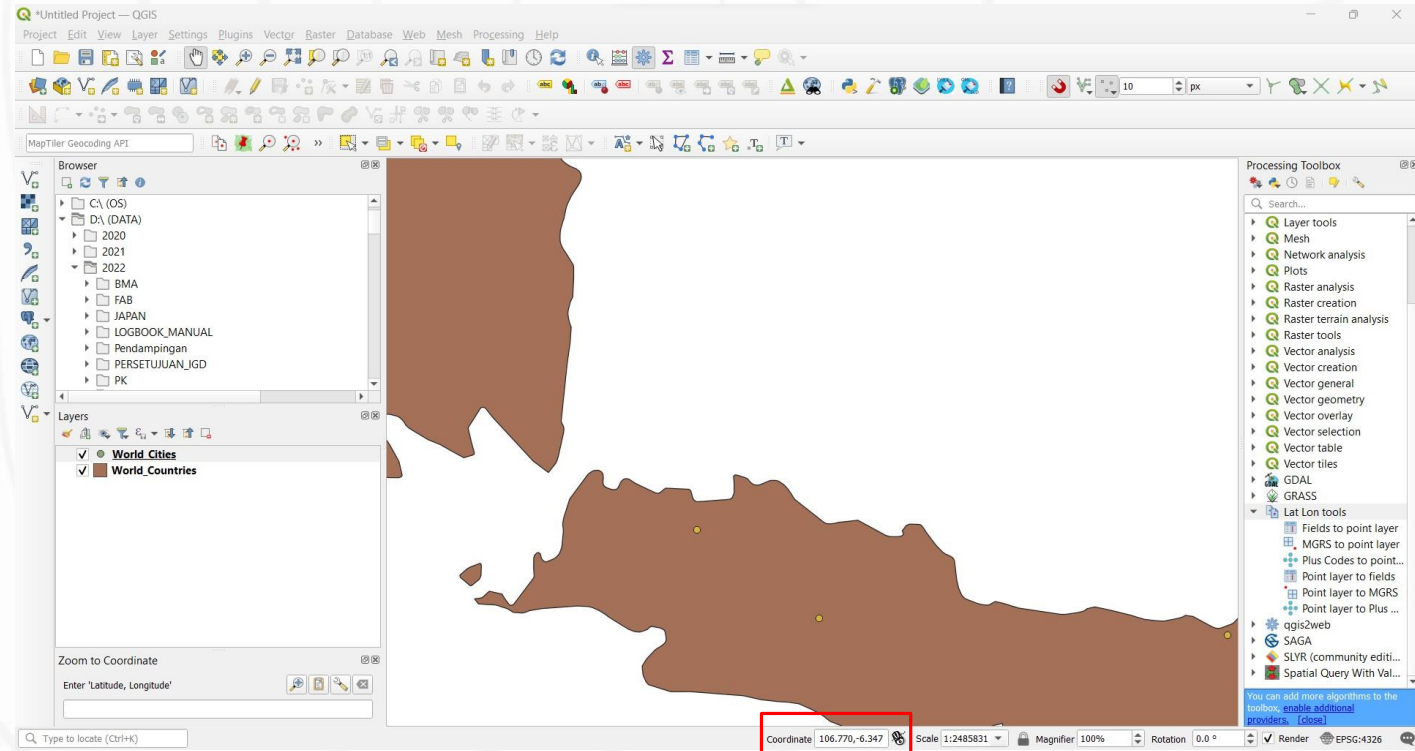 *Untitled Project — QGIS
Project Edit View Layer Settings Plugins Vector Raster Database Web Mesh Processing Help
abc
ab
abc
10
px
MapTiler Geocoding API
»
Browser
C:\ (OS)
D:\ (DATA)
2020
2021
2022
BMA
FAB
JAPAN
LOGBOOK_MANUAL
Pendampingan
PERSETUJUAN_IGD
PK
Layers
World Cities
World_Countries
Zoom to Coordinate
Enter 'Latitude, Longitude'
Processing Toolbox
Search...
Layer tools
Mesh
Network analysis
Plots
Raster analysis
Raster creation
Raster terrain analysis
Raster tools
Vector analysis
Vector creation
Vector general
Vector geometry
Vector overlay
Vector selection
Vector table
Vector tiles
GDAL
GRASS
Lat Lon tools
Fields to point layer
MGRS to point layer
Plus Codes to point...
Point layer to fields
Point layer to MGRS
Point layer to Plus ...
qgis2web
SAGA
SLYR (community editi...
Spatial Query With Val...
You can add more algorithms to the
toolbox, enable additional
providers. [close]
Type to locate (Ctrl+K)
Coordinate 106.770,-6.347 Scale 1:2485831 Magnifier 100% Rotation 0.0 ° Render EPSG:4326